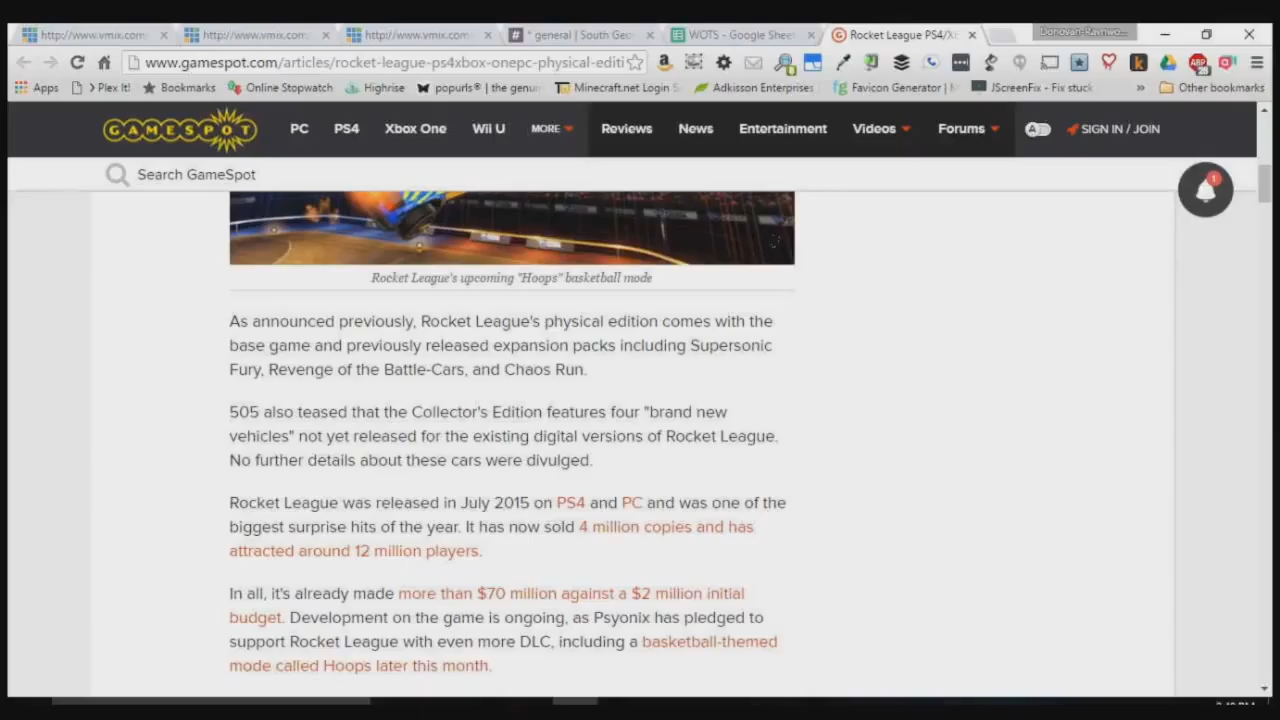 http://www.vmix.com. http://www.vmix.com. http://www.vmix.com. * general | South Geo WOTS - Google Sheet Rocket League PS4/X
www.gamespot.com/articles/rocket-league-ps4xbox-onepc-physical-editi
Apps Plex It! Bookmarks Online Stopwatch Highrise popurls® | the genu Minecraft.net Login Adkisson Enterprises Favicon Generator | JScreenFix - Fix stuck » Other bookmarks
GAMESPOT PC PS4 Xbox One Wii U MORE Reviews News Entertainment Videos Forums A SIGN IN / JOIN
Search GameSpot
1
Rocket League's upcoming "Hoops" basketball mode
As announced previously, Rocket League's physical edition comes with the
base game and previously released expansion packs including Supersonic
Fury, Revenge of the Battle-Cars, and Chaos Run.
505 also teased that the Collector's Edition features four "brand new
vehicles" not yet released for the existing digital versions of Rocket League.
No further details about these cars were divulged.
Rocket League was released in July 2015 on PS4 and PC and was one of the
biggest surprise hits of the year. It has now sold 4 million copies and has
attracted around 12 million players.
In all, it's already made more than $70 million against a $2 million initial
budget. Development on the game is ongoing, as Psyonix has pledged to
support Rocket League with even more DLC, including a basketball-themed
mode called Hoops later this month.